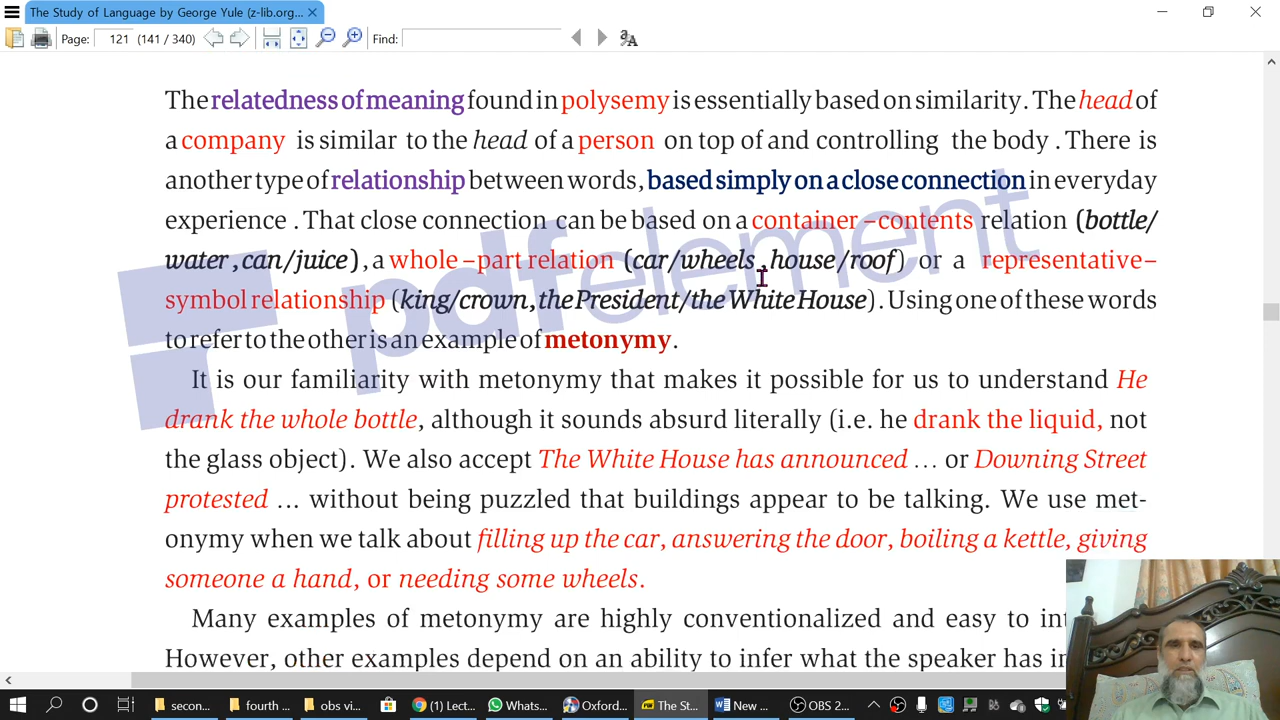 The Study of Language by George Yule (z-lib.org... ×
Page: 121 (141 / 340) Find:
The relatedness of meaning found in polysemy is essentially based on similarity. The head of
a company is similar to the head of a person on top of and controlling the body . There is
another type of relationship between words, based simply on a close connection in everyday
experience . That close connection can be based on a container –contents relation (bottle/
water , can/juice ) , a whole –part relation (car/wheels , house /roof) or a representative–
symbol relationship (king/crown, the President/the White House) . Using one of these words
to refer to the other is an example of metonymy.
It is our familiarity with metonymy that makes it possible for us to understand He
drank the whole bottle, although it sounds absurd literally (i.e. he drank the liquid, not
the glass object). We also accept The White House has announced … or Downing Street
protested … without being puzzled that buildings appear to be talking. We use met-
onymy when we talk about filling up the car, answering the door, boiling a kettle, giving
someone a hand, or needing some wheels.
Many examples of metonymy are highly conventionalized and easy to in
However, other examples depend on an ability to infer what the speaker has in
pdfelement
secon... fourth ... obs vi... (1) Lect... Whats... Oxford... The St... New ... OBS 2...